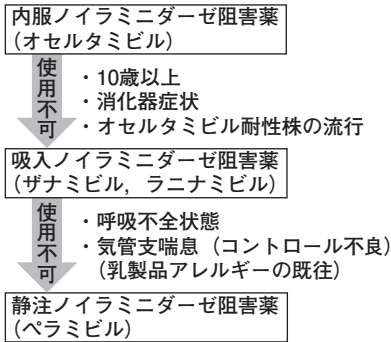 内服ノイラミニダーゼ阻害薬
(オセルタミビル)
使用不可
・10歳以上
・消化器症状
・オセルタミビル耐性株の流行
吸入ノイラミニダーゼ阻害薬
(ザナミビル，ラニナミビル)
使用不可
・呼吸不全状態
・気管支喘息（コントロール不良）
（乳製品アレルギーの既往）
静注ノイラミニダーゼ阻害薬
(ペラミビル)